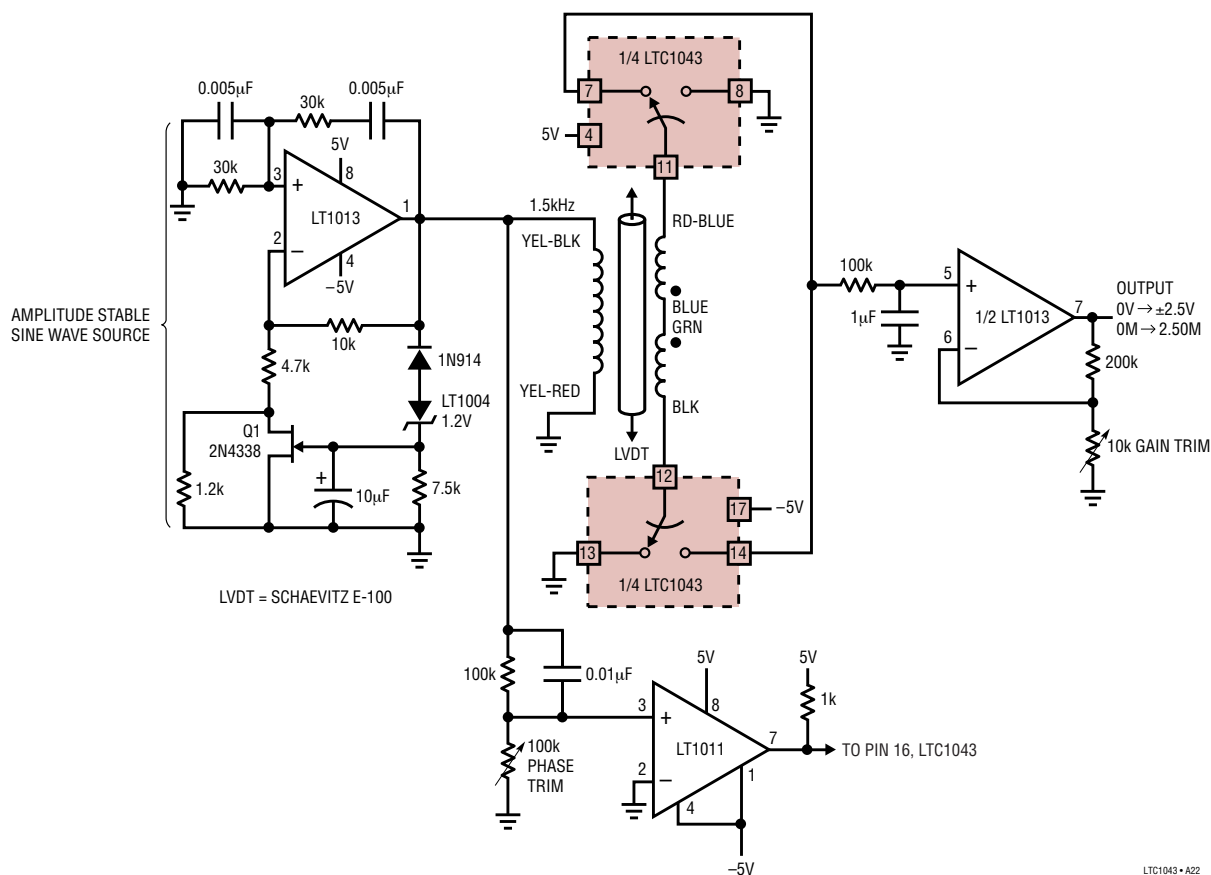 1/4 LTC1043
7
8
5V
4
11
0.005µF
0.005µF
30k
30k
5V
3
8
+
LT1013
1
2
–
4
–5V
AMPLITUDE STABLE
SINE WAVE SOURCE
10k
1N914
4.7k
LT1004
1.2V
Q1
2N4338
+
1.2k
10µF
7.5k
LVDT = SCHAEVITZ E-100
1.5kHz
YEL-BLK
YEL-RED
RD-BLUE
BLUE
GRN
BLK
LVDT
12
17
–5V
13
14
1/4 LTC1043
100k
1µF
5
+
1/2 LT1013
7
6
–
OUTPUT
0V → ±2.5V
0M → 2.50M
200k
10k GAIN TRIM
100k
0.01µF
100k
PHASE
TRIM
5V
8
3
+
LT1011
7
2
–
1
4
–5V
5V
1k
TO PIN 16, LTC1043
LTC1043 • A22